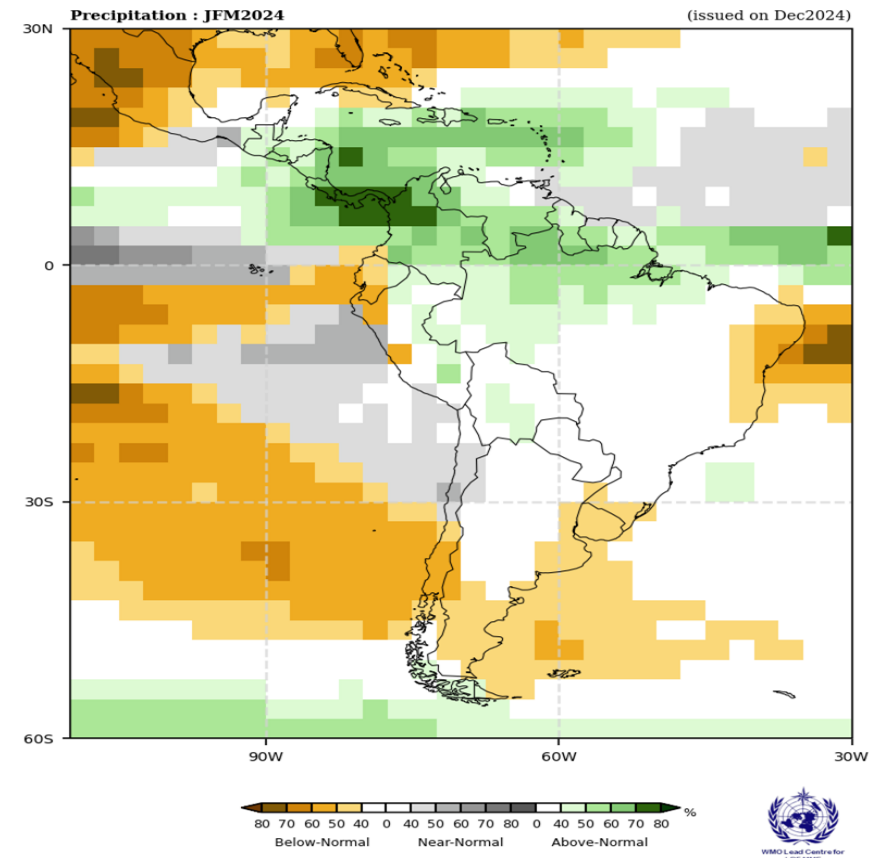 Precipitation : JFM2024 (issued on Dec2024)
30N
0
30S
60S
90W 60W 30W
80 70 60 50 40 0 40 50 60 70 80 0 40 50 60 70 80 %
Below-Normal Near-Normal Above-Normal
WMO Lead Centre for